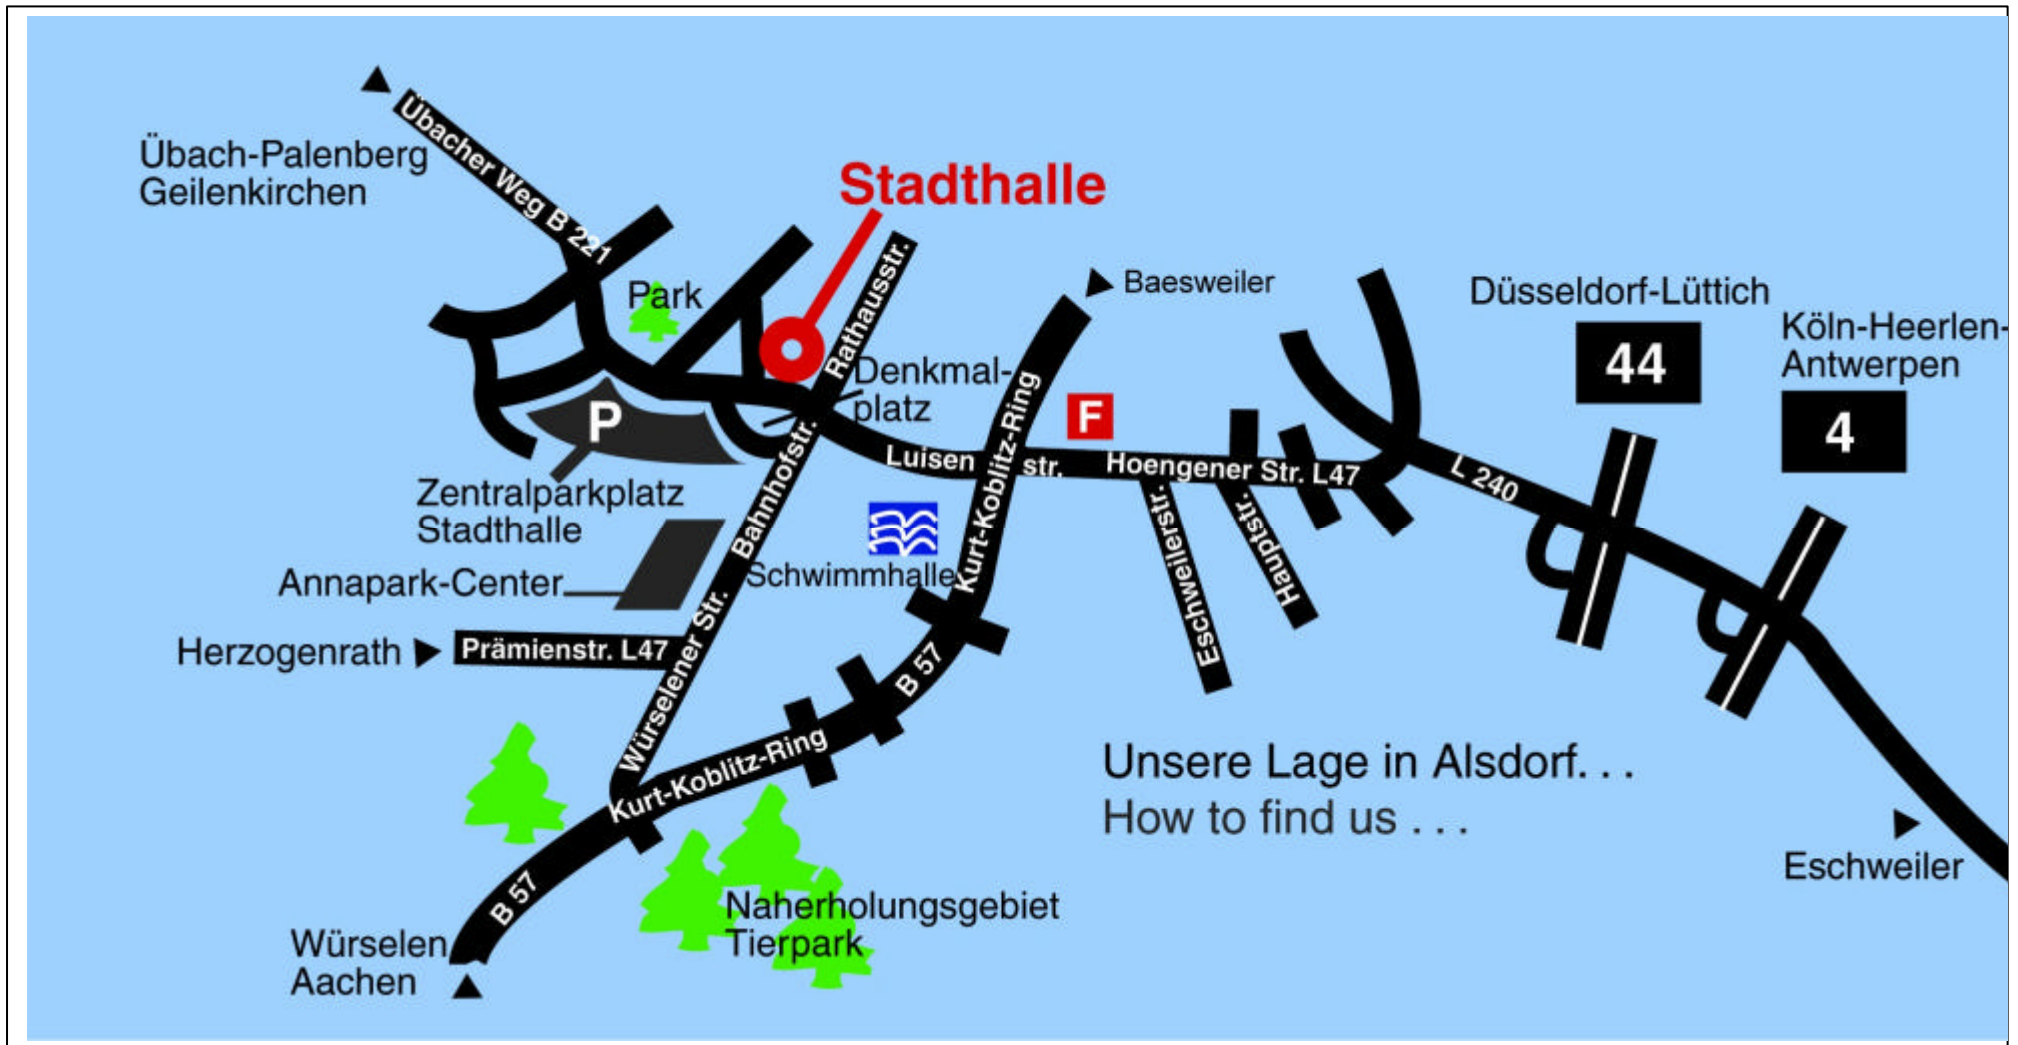 Übach-Palenberg
Geilenkirchen
Übacher Weg B 221
Park
Stadthalle
Rathausstr.
Denkmal-
platz
Baesweiler
Düsseldorf-Lüttich
44
Köln-Heerlen-
Antwerpen
4
P
Zentralparkplatz
Stadthalle
Annapark-Center
Herzogenrath
Prämienstr. L47
Bahnhofstr.
Würselener Str.
Schwimmhalle
Luisen str.
Kurt-Koblitz-Ring
Kurt-Koblitz-Ring
F
Hoengener Str. L47
Eschweilerstr.
Hauptstr.
L 240
B 57
Kurt-Koblitz-Ring
B 57
Würselen
Aachen
Naherholungsgebiet
Tierpark
Unsere Lage in Alsdorf. . .
How to find us . . .
Eschweiler